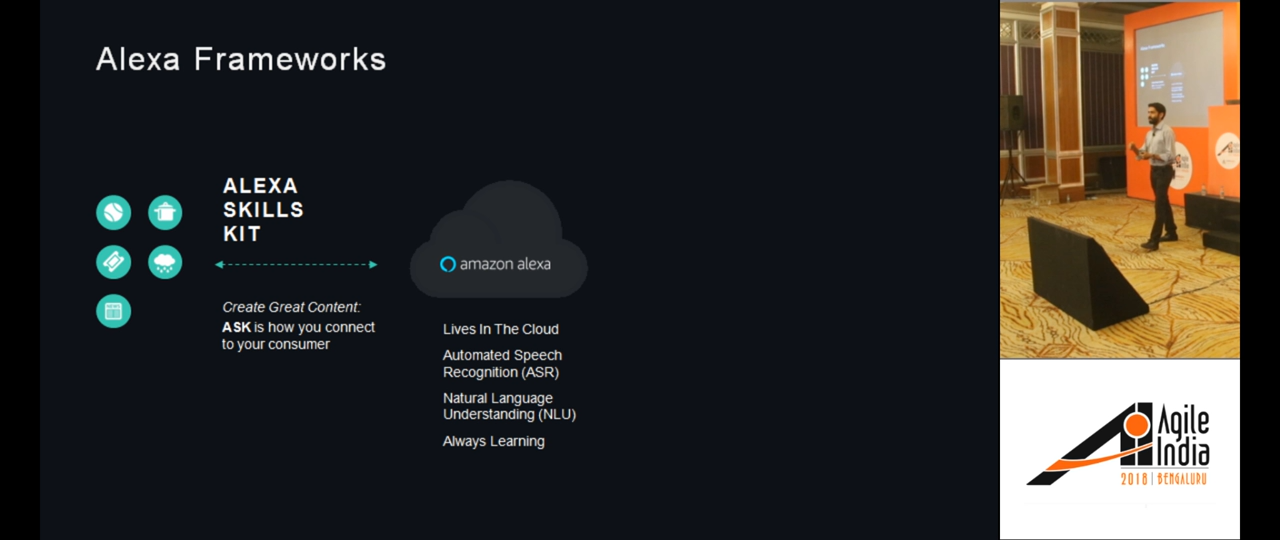 Alexa Frameworks
ALEXA
SKILLS
KIT
Create Great Content:
ASK is how you connect
to your consumer
amazon alexa
Lives In The Cloud
Automated Speech
Recognition (ASR)
Natural Language
Understanding (NLU)
Always Learning
Agile
India
2018 | BENGALURU